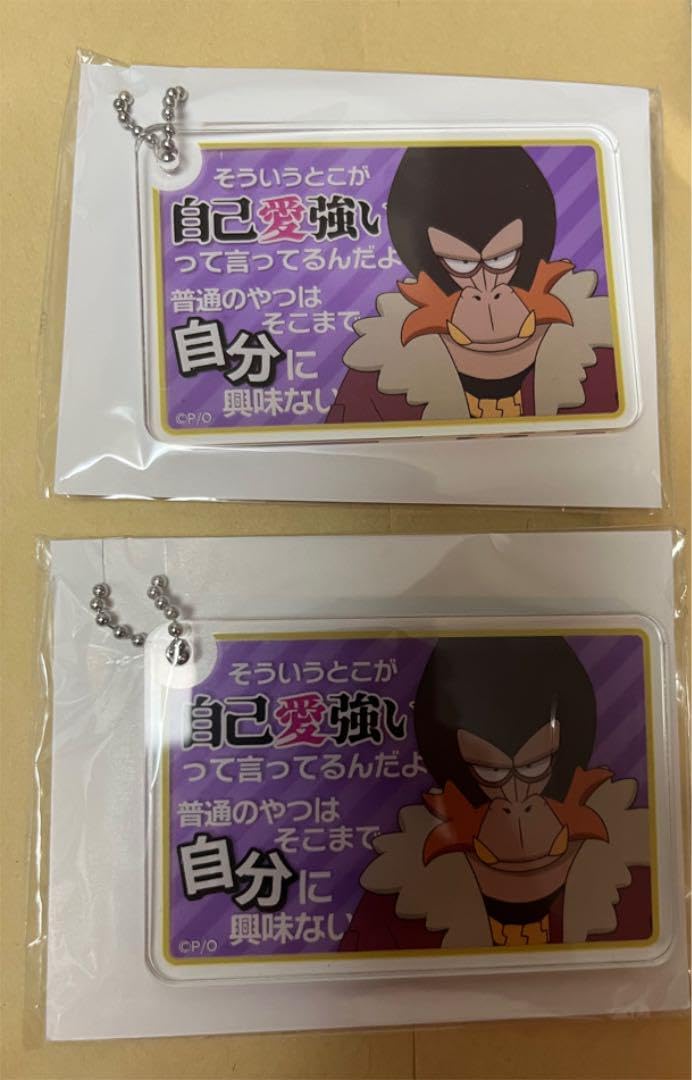 そういうとこが
自己愛強い
って言ってるんだよ
普通のやつは
そこまで
自分に
興味ない
©P/O
そういうとこが
自己愛強い
って言ってるんだよ
普通のやつは
そこまで
自分に
興味ない
©P/O